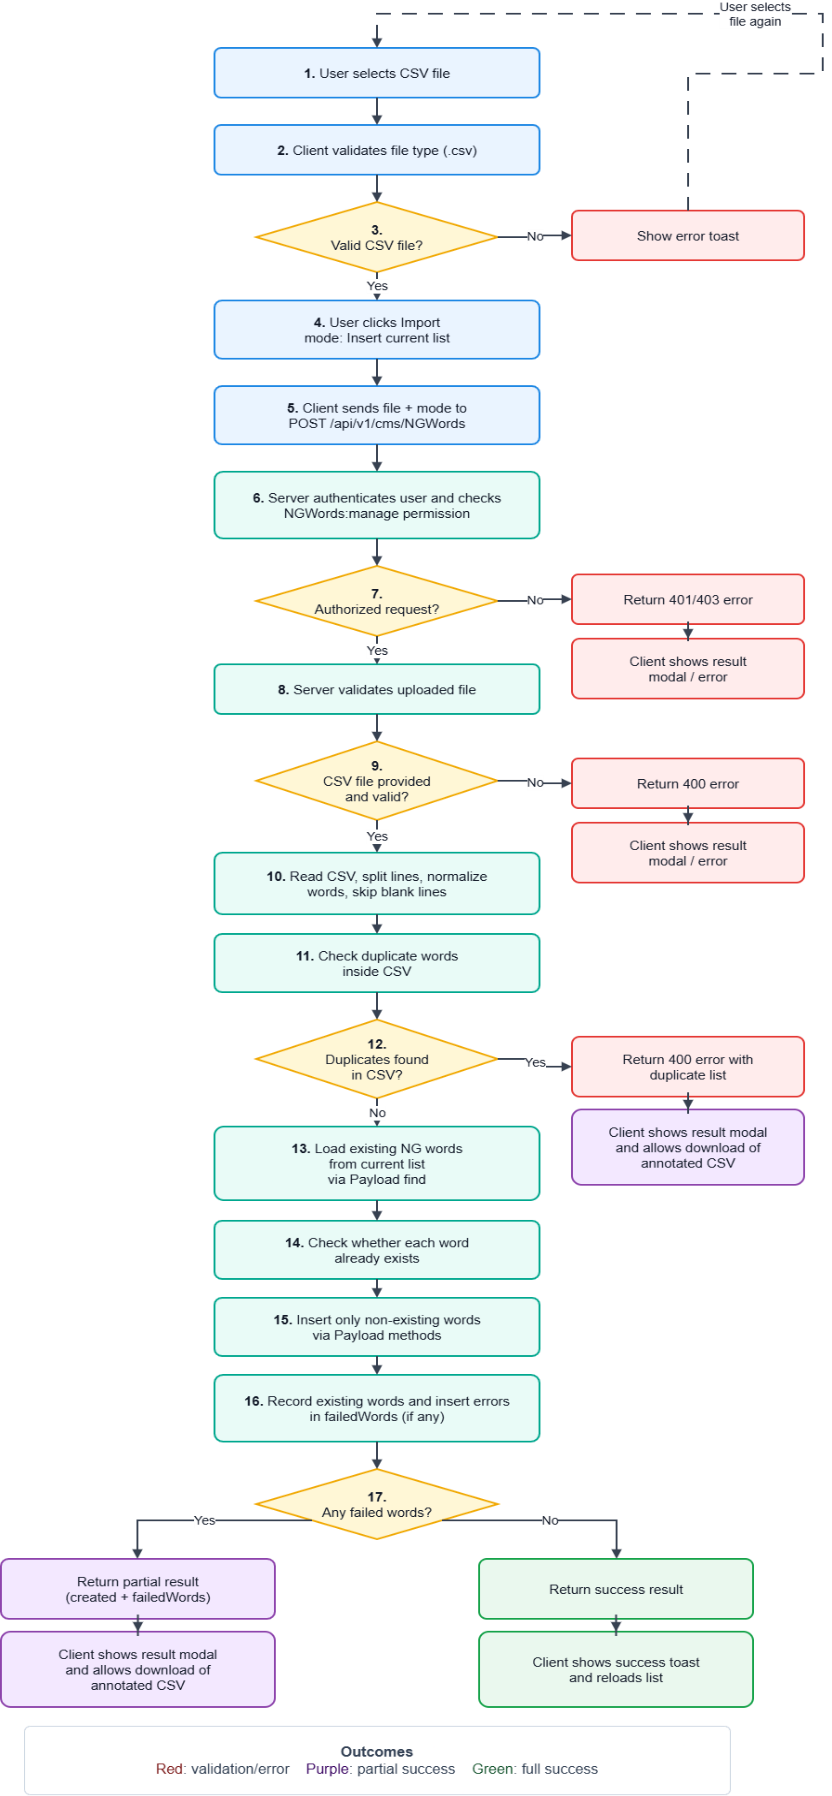 User selects
file again
1. User selects CSV file
2. Client validates file type (.csv)
3.
Valid CSV file?
No
Show error toast
Yes
4. User clicks Import
mode: Insert current list
5. Client sends file + mode to
POST /api/v1/cms/NGWords
6. Server authenticates user and checks
NGWords:manage permission
7.
Authorized request?
No
Return 401/403 error
Yes
Client shows result
modal / error
8. Server validates uploaded file
9.
CSV file provided
and valid?
No
Return 400 error
Yes
Client shows result
modal / error
10. Read CSV, split lines, normalize
words, skip blank lines
11. Check duplicate words
inside CSV
12.
Duplicates found
in CSV?
Yes
Return 400 error with
duplicate list
No
Client shows result modal
and allows download of
annotated CSV
13. Load existing NG words
from current list
via Payload find
14. Check whether each word
already exists
15. Insert only non-existing words
via Payload methods
16. Record existing words and insert errors
in failedWords (if any)
17.
Any failed words?
Yes
No
Return partial result
(created + failedWords)
Return success result
Client shows result modal
and allows download of
annotated CSV
Client shows success toast
and reloads list
Outcomes
Red: validation/error Purple: partial success Green: full success